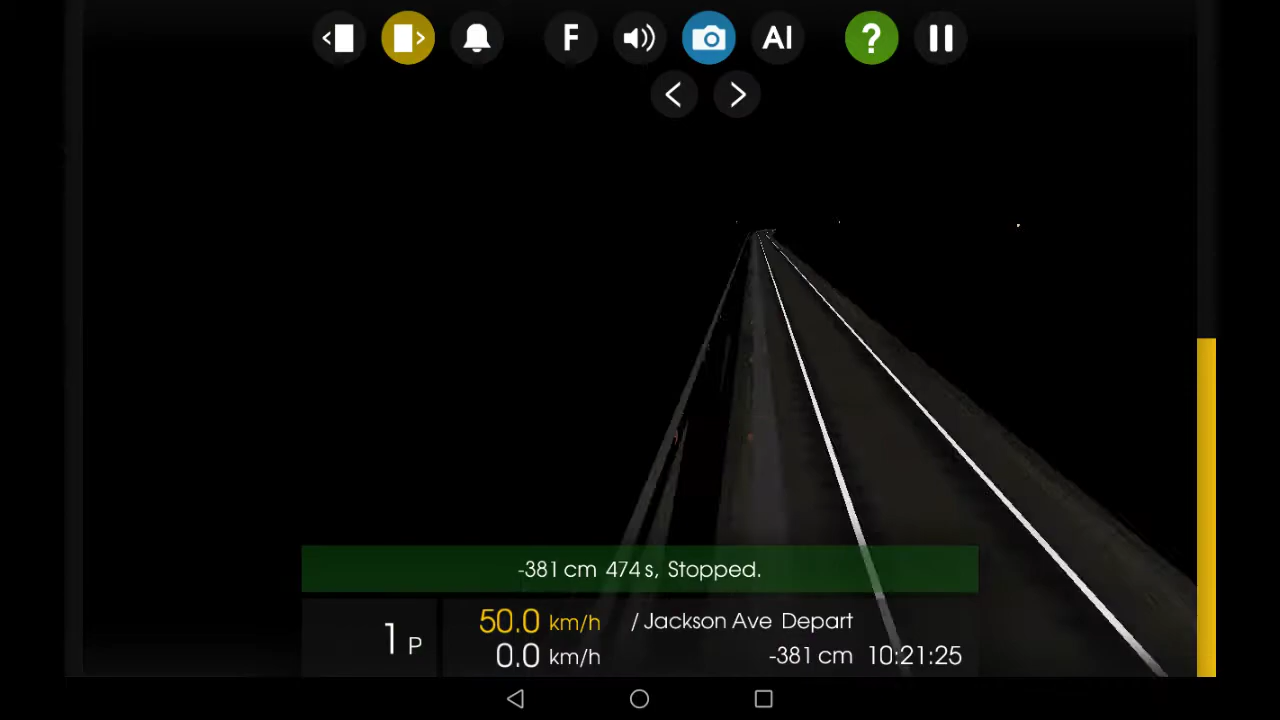 F
AI
?
-381 cm 474 s, Stopped.
1 P
50.0 km/h / Jackson Ave Depart
0.0 km/h -381 cm 10:21:25